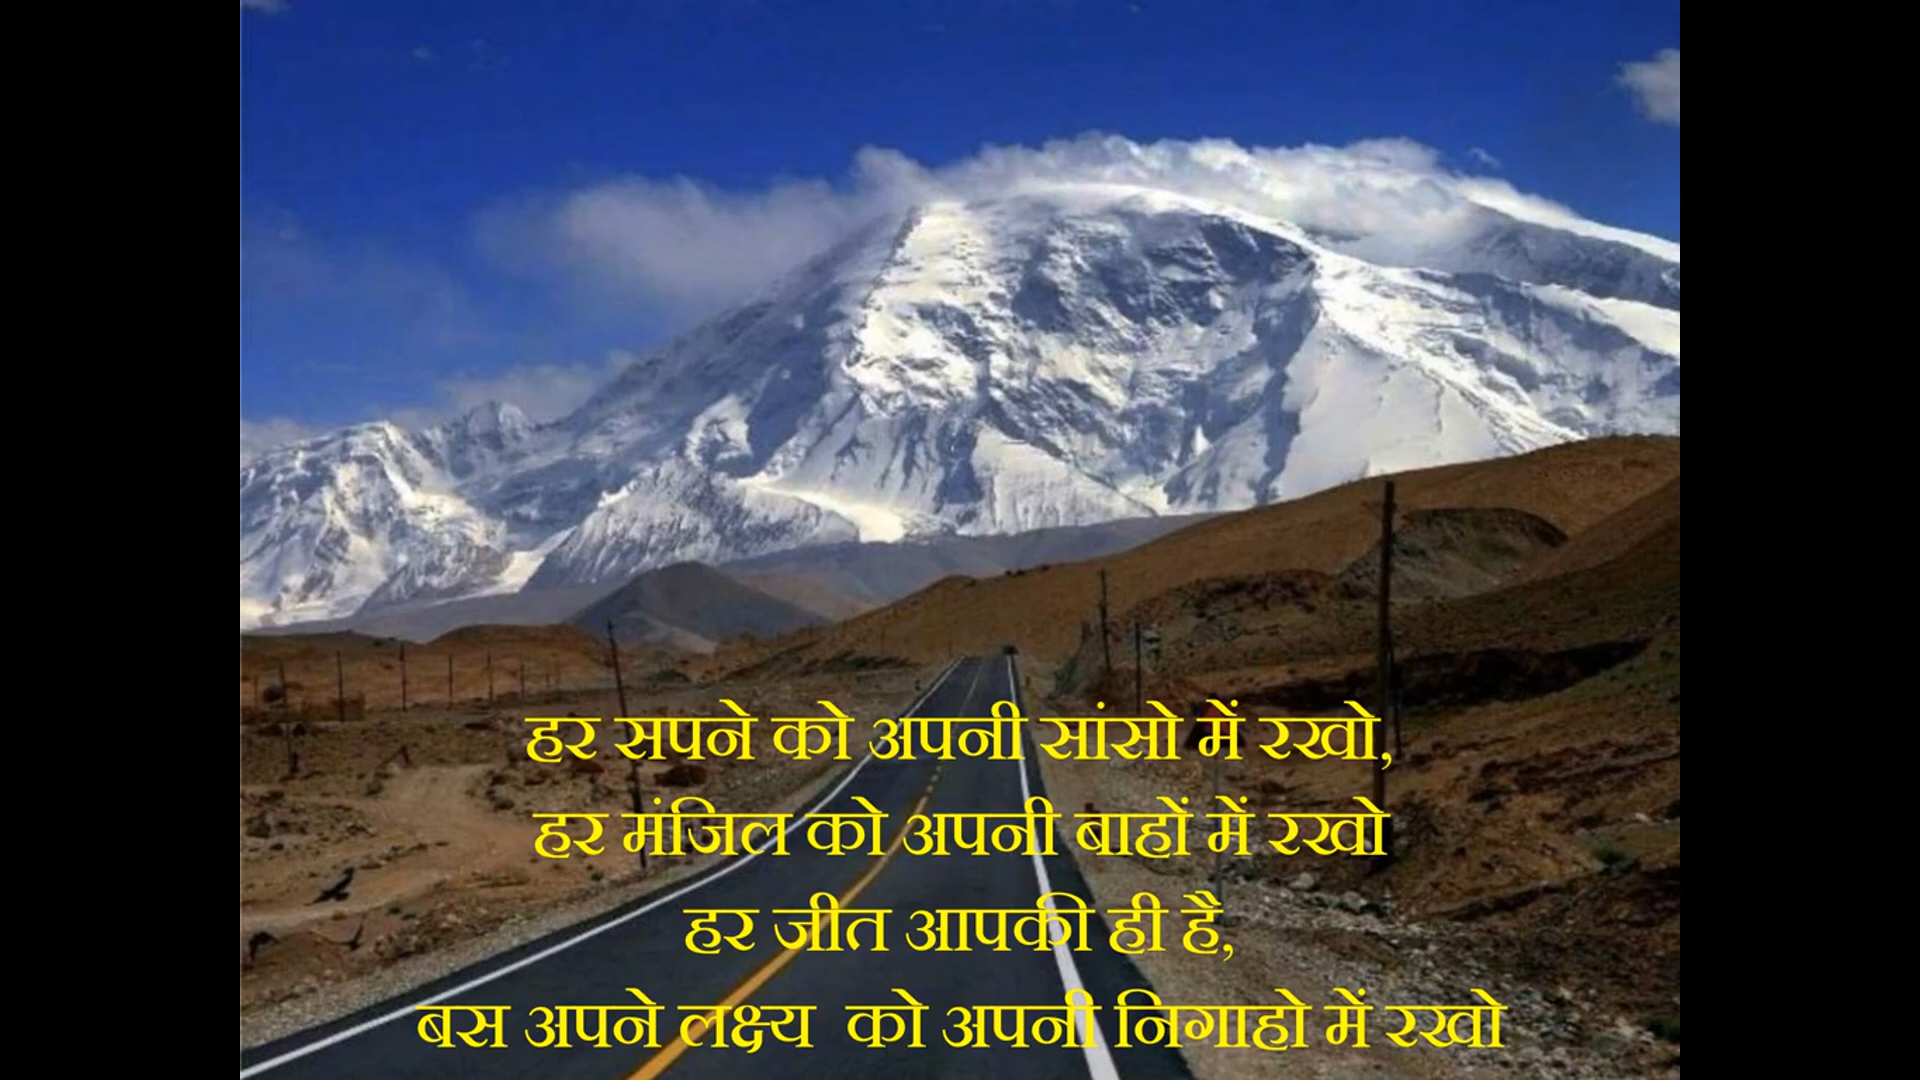 हर सपने को अपनी सांसो में रखो,
हर मंजिल को अपनी बाहों में रखो
हर जीत आपकी ही है,
बस अपने लक्ष्य को अपनी निगाहो में रखो